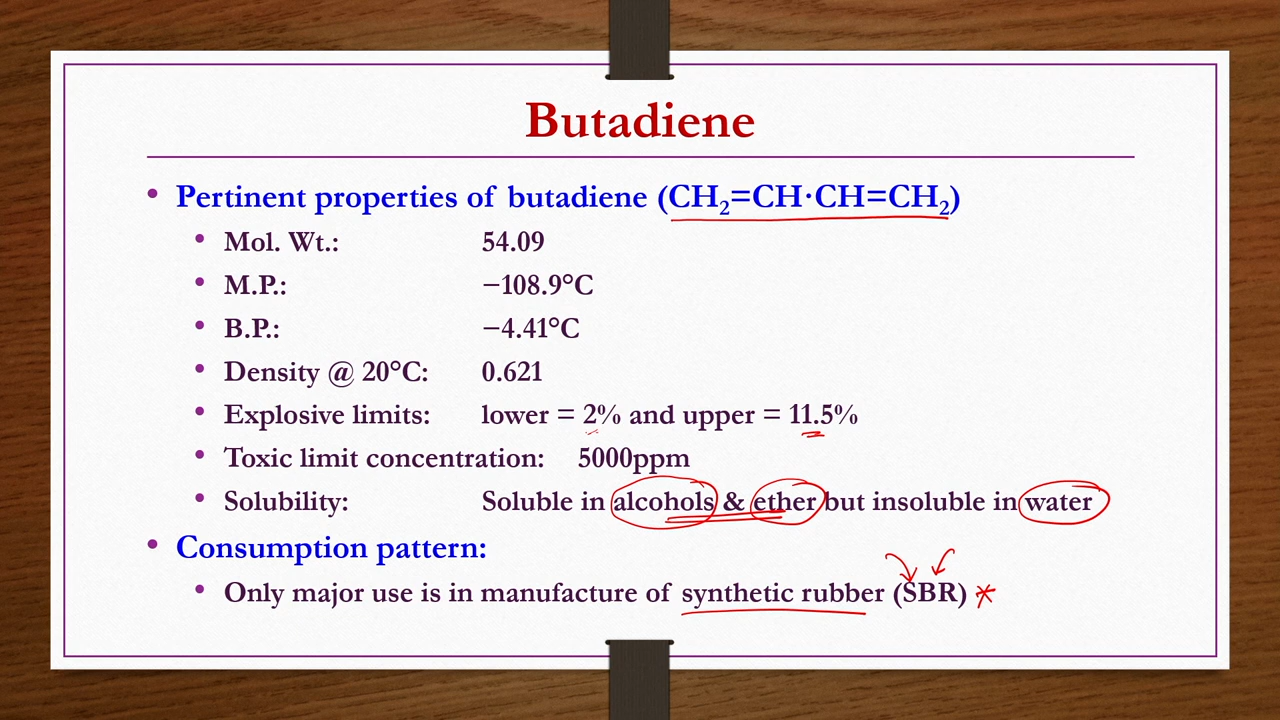 Butadiene
• Pertinent properties of butadiene (CH₂=CH·CH=CH₂)
• Mol. Wt.: 54.09
• M.P.: −108.9°C
• B.P.: −4.41°C
• Density @ 20°C: 0.621
• Explosive limits: lower = 2% and upper = 11.5%
• Toxic limit concentration: 5000ppm
• Solubility: Soluble in alcohols & ether but insoluble in water
• Consumption pattern:
• Only major use is in manufacture of synthetic rubber (SBR) *